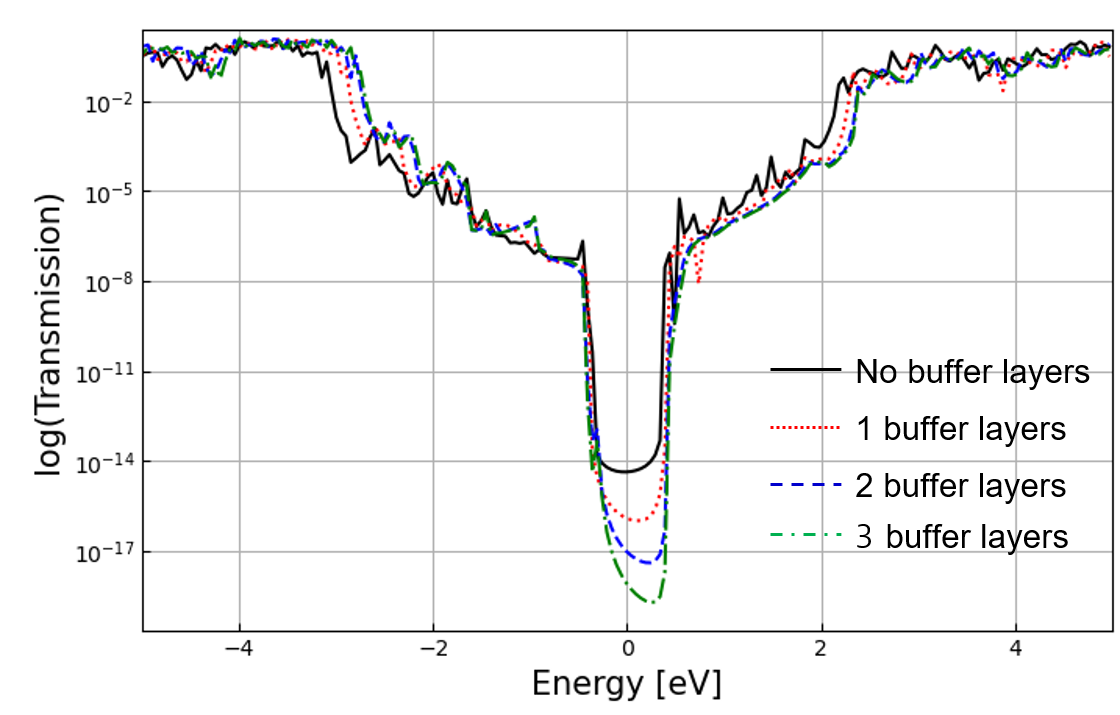 log(Transmission)
10⁻²
10⁻⁵
10⁻⁸
10⁻¹¹
10⁻¹⁴
10⁻¹⁷
No buffer layers
1 buffer layers
2 buffer layers
3 buffer layers
−4
−2
0
2
4
Energy [eV]